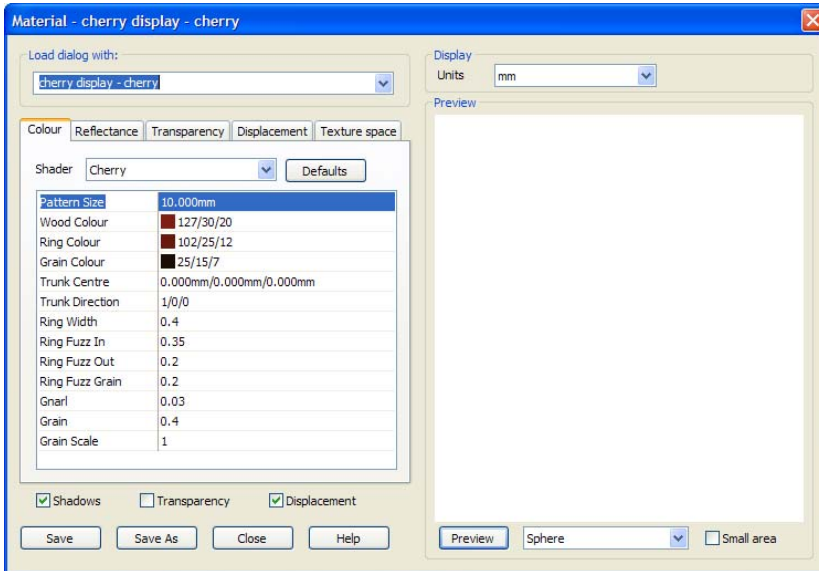 Material - cherry display - cherry
Load dialog with:
cherry display - cherry
Colour Reflectance Transparency Displacement Texture space
Shader Cherry Defaults
Pattern Size 10.000mm
Wood Colour 127/30/20
Ring Colour 102/25/12
Grain Colour 25/15/7
Trunk Centre 0.000mm/0.000mm/0.000mm
Trunk Direction 1/0/0
Ring Width 0.4
Ring Fuzz In 0.35
Ring Fuzz Out 0.2
Ring Fuzz Grain 0.2
Gnarl 0.03
Grain 0.4
Grain Scale 1
Shadows Transparency Displacement
Save Save As Close Help
Display
Units mm
Preview
Preview Sphere Small area